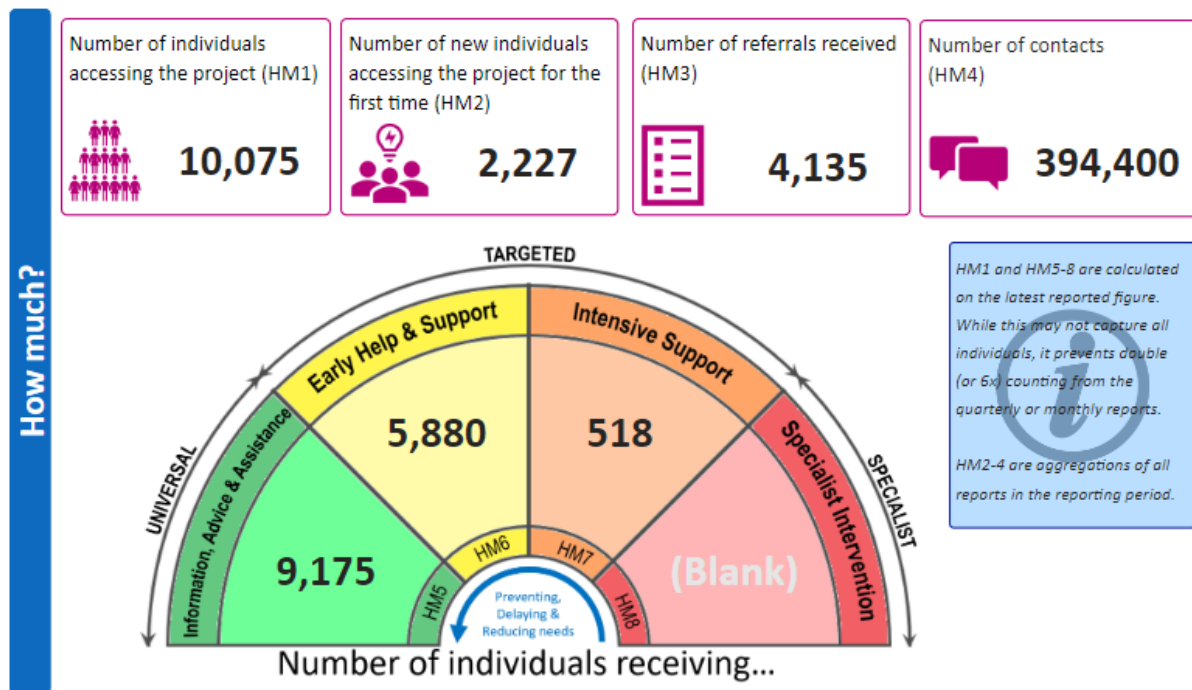 How much?
Number of individuals
accessing the project (HM1)
10,075
Number of new individuals
accessing the project for the
first time (HM2)
2,227
Number of referrals received
(HM3)
4,135
Number of contacts
(HM4)
394,400
TARGETED
UNIVERSAL
SPECIALIST
Information, Advice & Assistance
Early Help & Support
Intensive Support
Specialist Intervention
9,175
5,880
518
(Blank)
HM5
HM6
HM7
HM8
Preventing,
Delaying &
Reducing needs
Number of individuals receiving...
HM1 and HM5-8 are calculated
on the latest reported figure.
While this may not capture all
individuals, it prevents double
(or 6x) counting from the
quarterly or monthly reports.
HM2-4 are aggregations of all
reports in the reporting period.